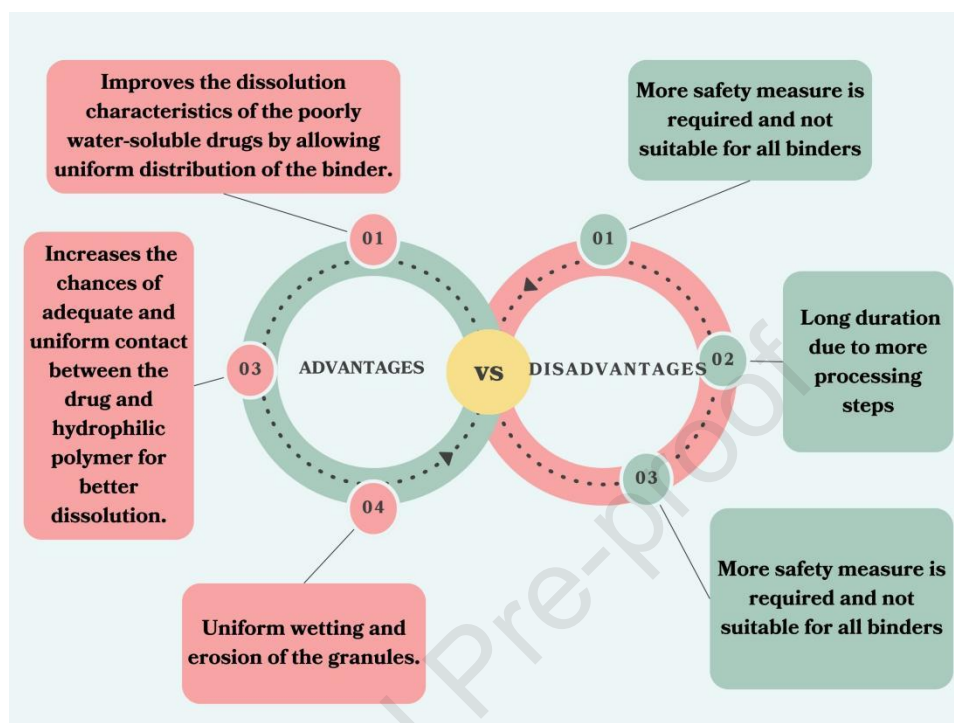 Improves the dissolution
characteristics of the poorly
water-soluble drugs by allowing
uniform distribution of the binder.
More safety measure is
required and not
suitable for all binders
01
01
Increases the
chances of
adequate and
uniform contact
between the
drug and
hydrophilic
polymer for
better
dissolution.
03
ADVANTAGES
vs
DISADVANTAGES
02
Long duration
due to more
processing
steps
04
03
Uniform wetting and
erosion of the granules.
More safety measure is
required and not
suitable for all binders
l Pre-proof